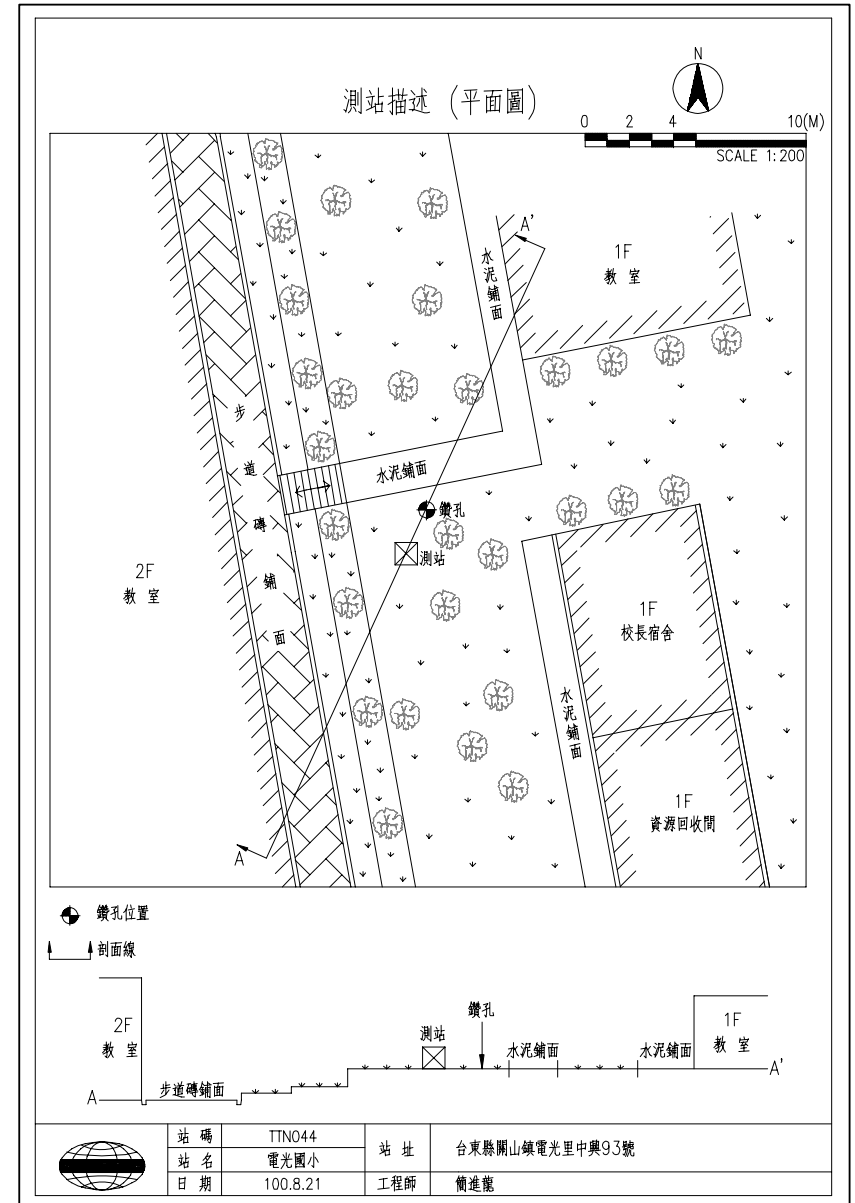 測站描述 (平面圖)
N
0 2 4 10(M)
SCALE 1:200
A'
1F
教室
水泥鋪面
步道磚鋪面
水泥鋪面
鑽孔
測站
2F
教室
1F
校長宿舍
水泥鋪面
1F
資源回收間
A
鑽孔位置
剖面線
2F
教室
A
步道磚鋪面
測站
鑽孔
水泥鋪面
水泥鋪面
1F
教室
A'
站碼 TTN044
站名 電光國小
日期 100.8.21
站址 台東縣關山鎮電光里中興93號
工程師 簡進龍